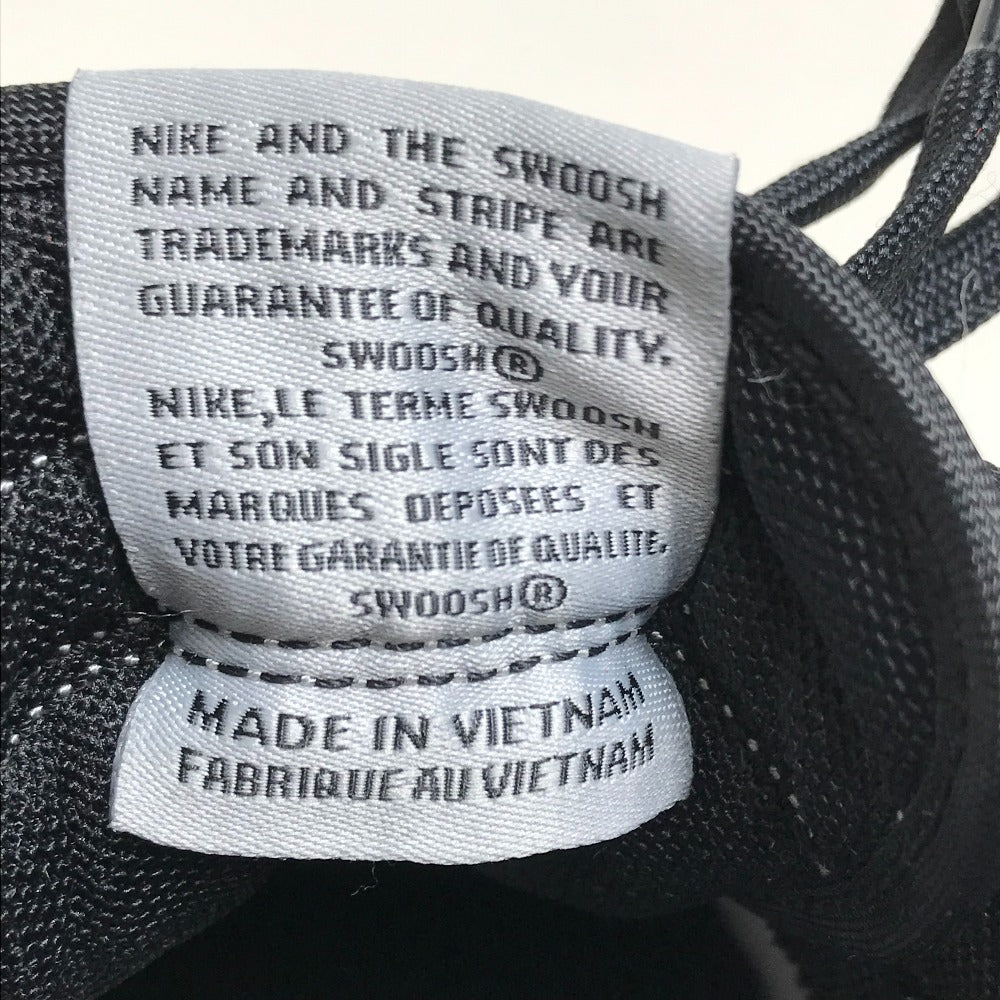 NIKE AND THE SWOOSH
NAME AND STRIPE ARE
TRADEMARKS AND YOUR
GUARANTEE OF QUALITY.
SWOOSH®
NIKE,LE TERME SWOOSH
ET SON SIGLE SONT DES
MARQUES DEPOSEES ET
VOTRE GARANTIE DE QUALITE.
SWOOSH®
MADE IN VIETNAM
FABRIQUE AU VIETNAM